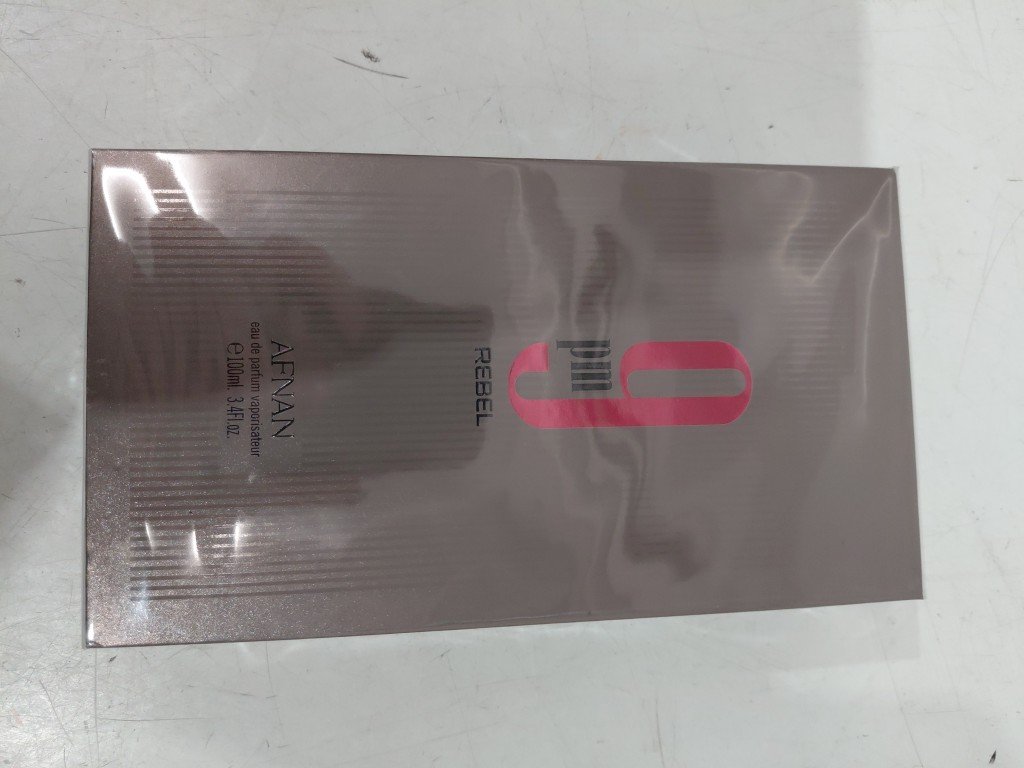 9
pm
REBEL
AFNAN
eau de parfum vaporisateur
℮100ml. 3.4Fl.oz.